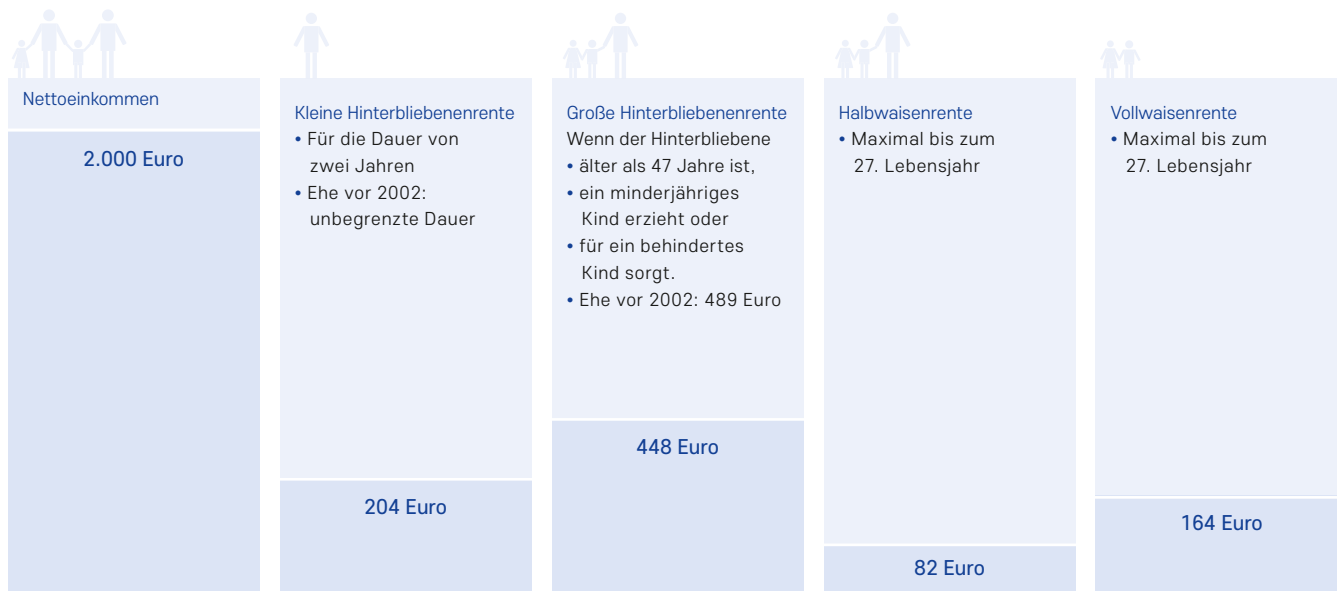 Nettoeinkommen
2.000 Euro
Kleine Hinterbliebenenrente
• Für die Dauer von
zwei Jahren
• Ehe vor 2002:
unbegrenzte Dauer
204 Euro
Große Hinterbliebenenrente
Wenn der Hinterbliebene
• älter als 47 Jahre ist,
• ein minderjähriges
Kind erzieht oder
• für ein behindertes
Kind sorgt.
• Ehe vor 2002: 489 Euro
448 Euro
Halbwaisenrente
• Maximal bis zum
27. Lebensjahr
82 Euro
Vollwaisenrente
• Maximal bis zum
27. Lebensjahr
164 Euro